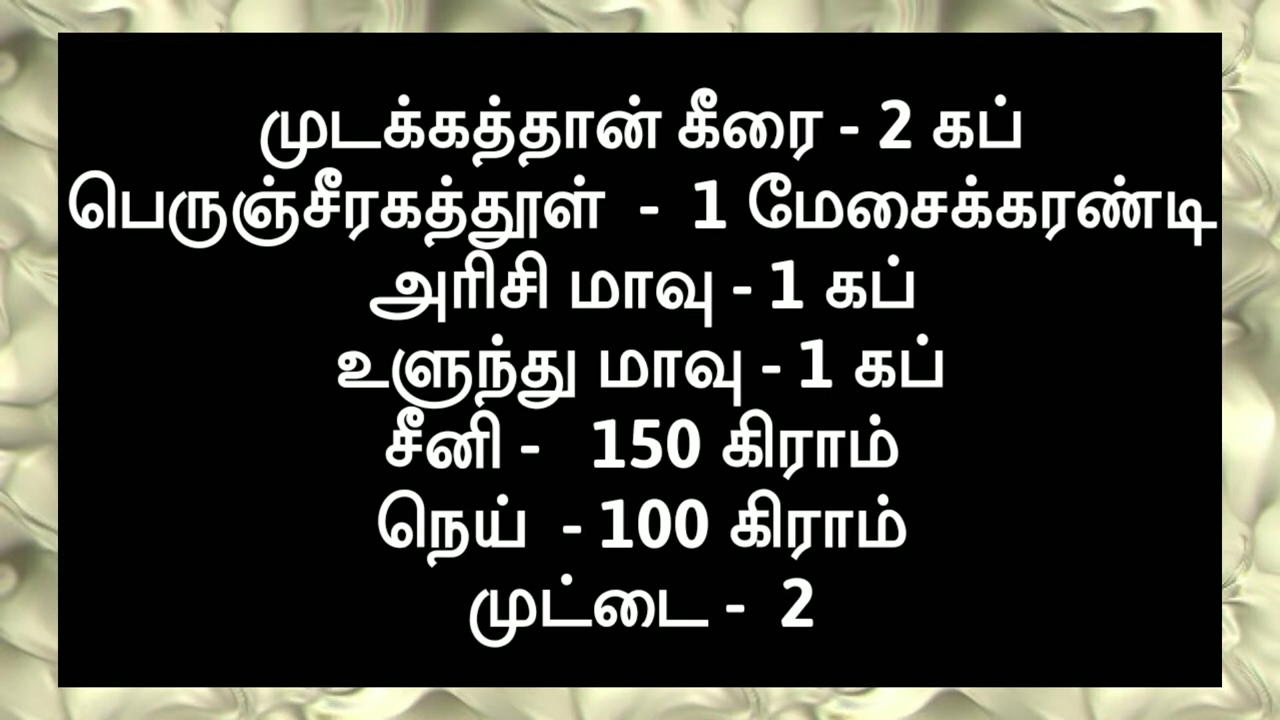 முடக்கத்தான் கீரை - 2 கப்
பெருஞ்சீரகத்தூள் - 1 மேசைக்கரண்டி
அரிசி மாவு - 1 கப்
உளுந்து மாவு - 1 கப்
சீனி - 150 கிராம்
நெய் - 100 கிராம்
முட்டை - 2